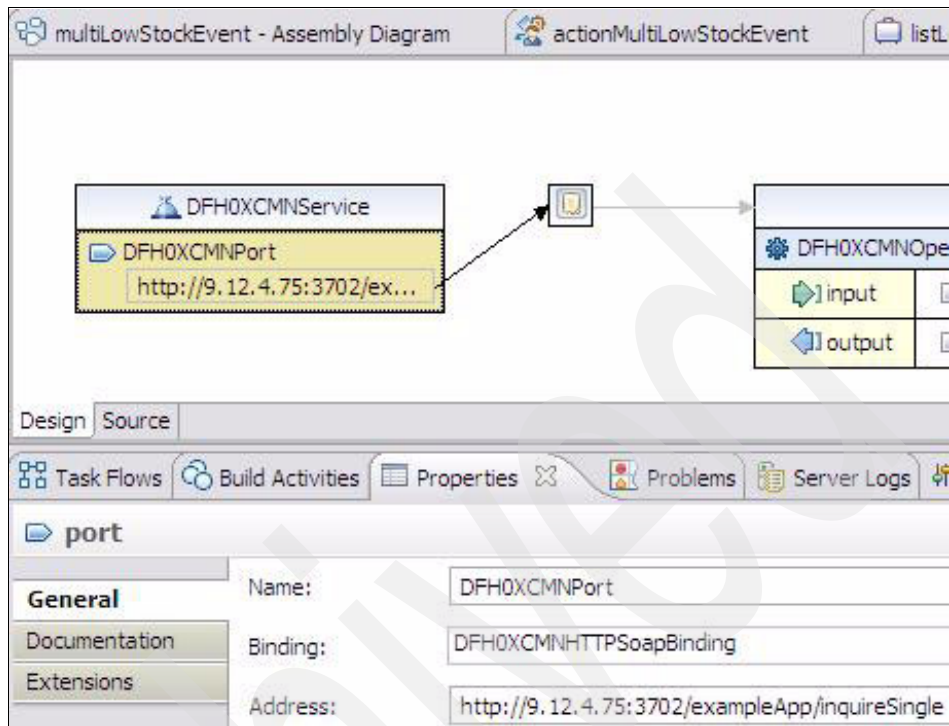 multiLowStockEvent - Assembly Diagram actionMultiLowStockEvent listL
DFH0XCMNService
DFH0XCMNPort
http://9.12.4.75:3702/ex...
DFH0XCMNOpe
input
output
Design Source
Task Flows Build Activities Properties Problems Server Logs
port
General
Documentation
Extensions
Name: DFH0XCMNPort
Binding: DFH0XCMNHTTPSoapBinding
Address: http://9.12.4.75:3702/exampleApp/inquireSingle